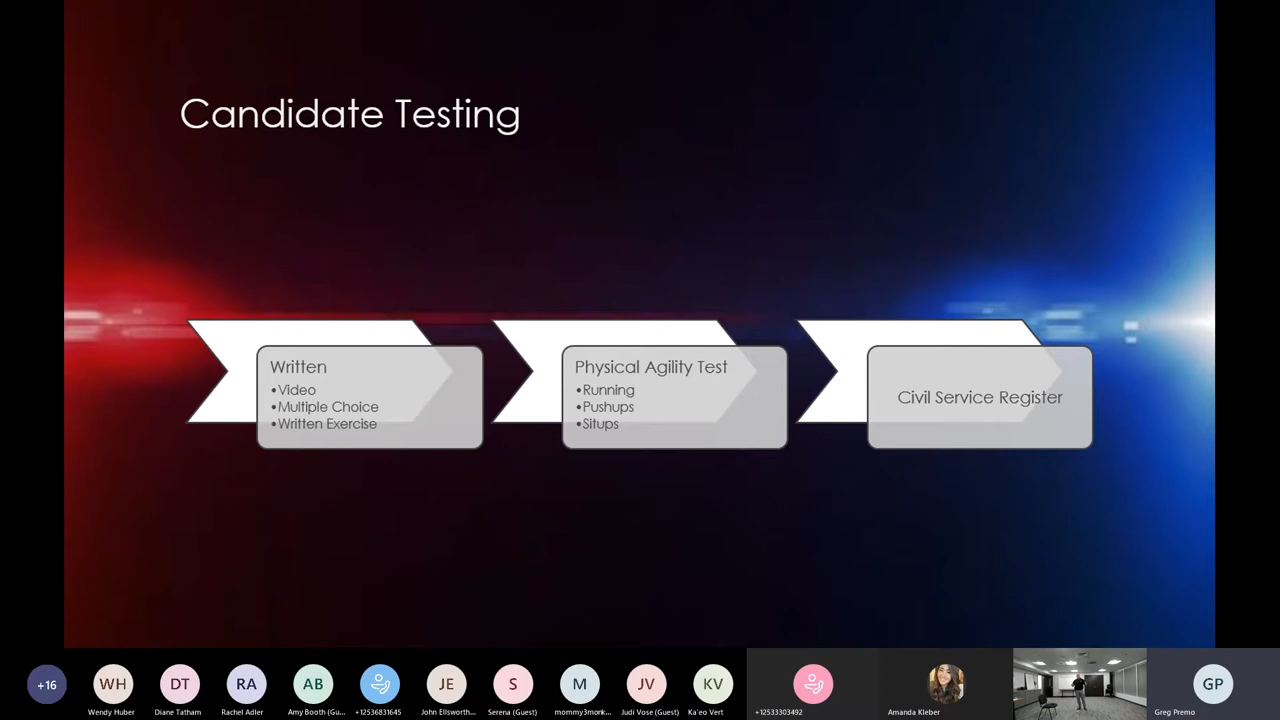 Candidate Testing
Written
•Video
•Multiple Choice
•Written Exercise
Physical Agility Test
•Running
•Pushups
•Situps
Civil Service Register
+16
WH
DT
RA
AB
JE
S
M
JV
KV
GP
Wendy Huber
Diane Tatham
Rachel Adler
Amy Booth (Gu...
+12536831645
John Ellsworth...
Serena (Guest)
mommy3monk...
Judi Vose (Guest)
Ka'eo Vert
+12533303492
Amanda Kleber
Greg Premo